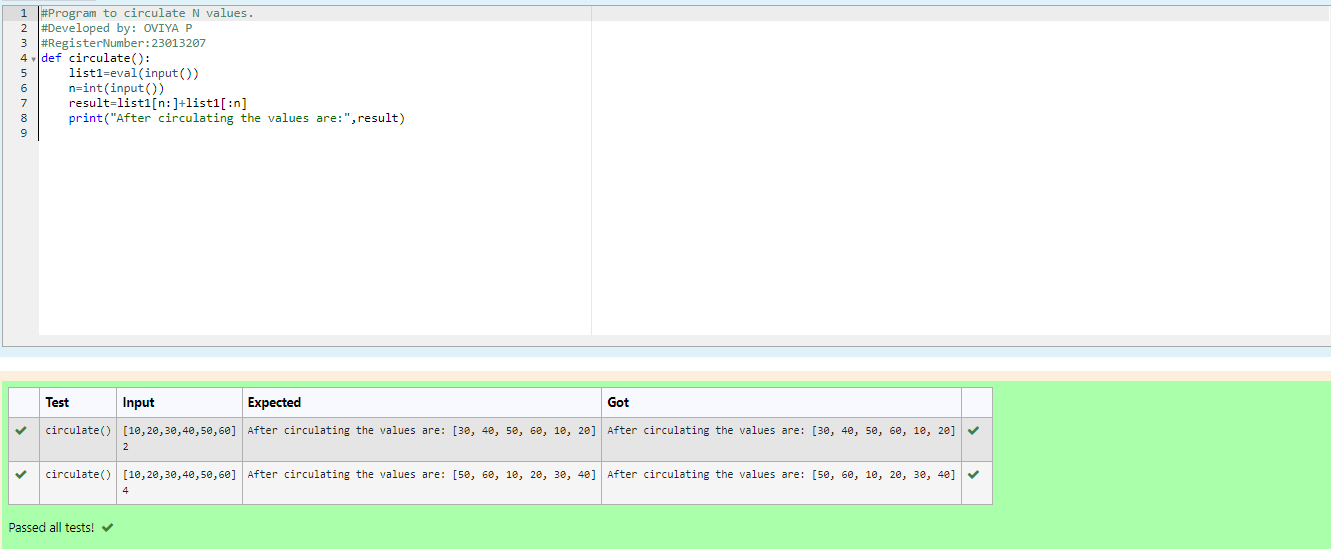 1 #Program to circulate N values.
2 #Developed by: OVIYA P
3 #RegisterNumber:23013207
4 def circulate():
5     list1=eval(input())
6     n=int(input())
7     result=list1[n:]+list1[:n]
8     print("After circulating the values are:",result)
9
Test Input Expected Got
circulate() [10,20,30,40,50,60] After circulating the values are: [30, 40, 50, 60, 10, 20] After circulating the values are: [30, 40, 50, 60, 10, 20]
2
circulate() [10,20,30,40,50,60] After circulating the values are: [50, 60, 10, 20, 30, 40] After circulating the values are: [50, 60, 10, 20, 30, 40]
4
Passed all tests!